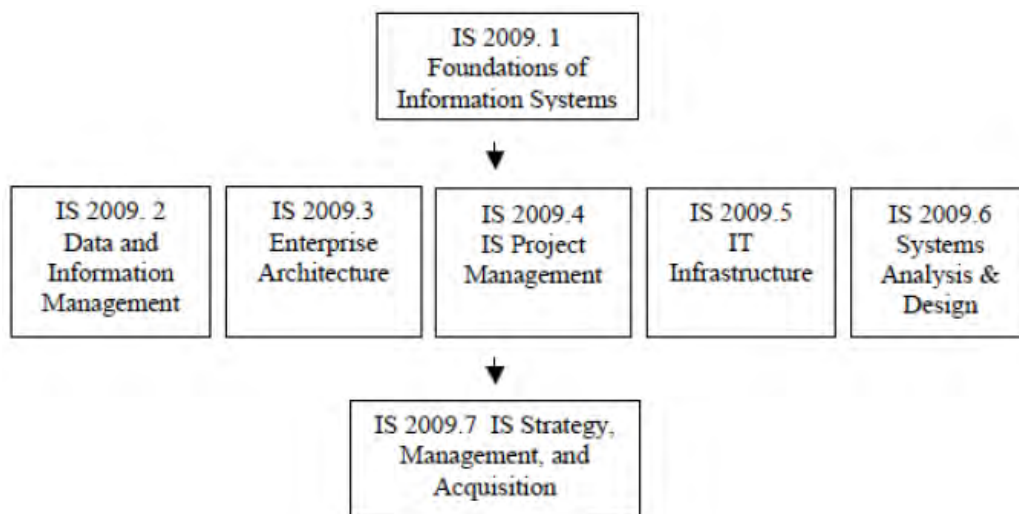 IS 2009. 1
Foundations of
Information Systems
IS 2009. 2
Data and
Information
Management
IS 2009.3
Enterprise
Architecture
IS 2009.4
IS Project
Management
IS 2009.5
IT
Infrastructure
IS 2009.6
Systems
Analysis &
Design
IS 2009.7 IS Strategy,
Management, and
Acquisition